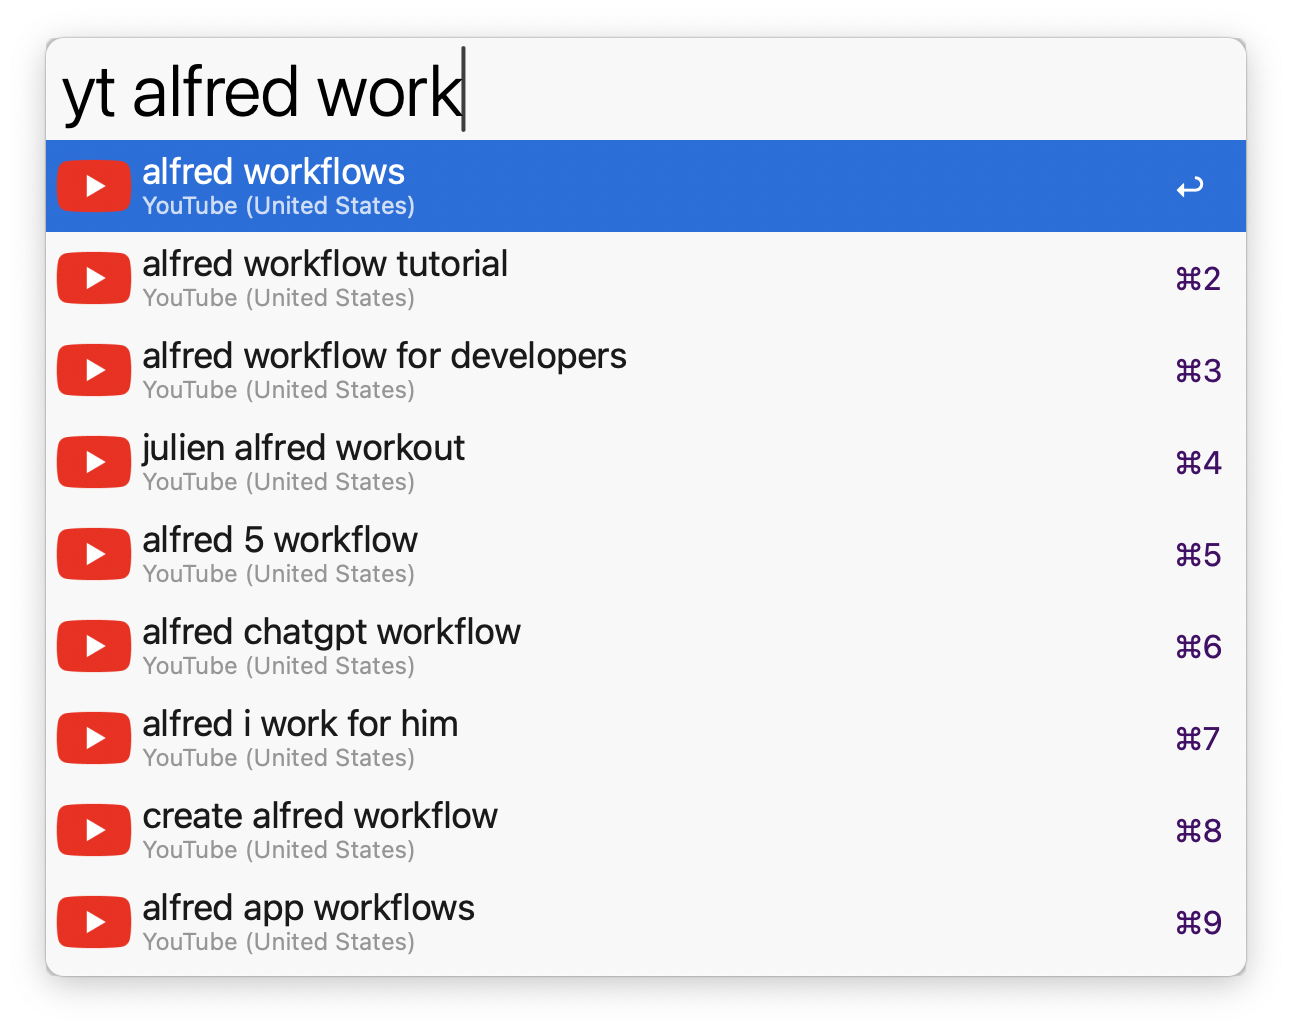 yt alfred work
alfred workflows
YouTube (United States)
↩
alfred workflow tutorial
YouTube (United States)
⌘2
alfred workflow for developers
YouTube (United States)
⌘3
julien alfred workout
YouTube (United States)
⌘4
alfred 5 workflow
YouTube (United States)
⌘5
alfred chatgpt workflow
YouTube (United States)
⌘6
alfred i work for him
YouTube (United States)
⌘7
create alfred workflow
YouTube (United States)
⌘8
alfred app workflows
YouTube (United States)
⌘9